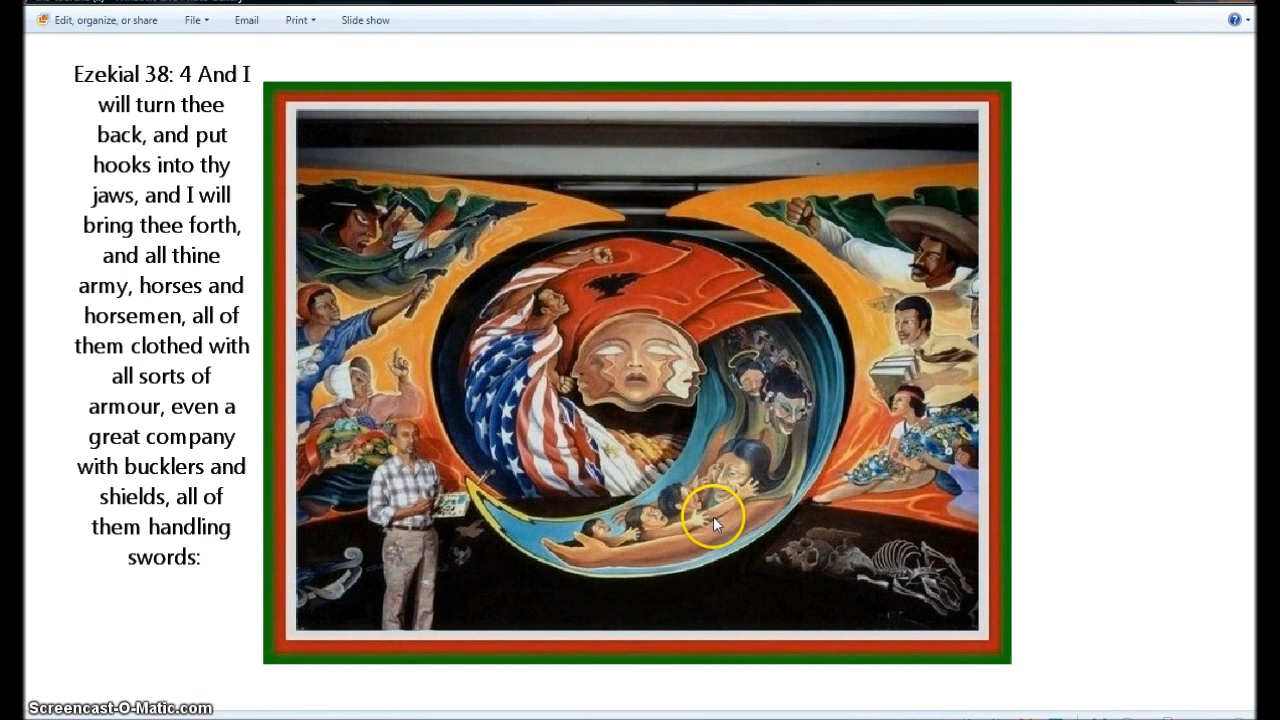 Edit, organize, or share File Email Print Slide show
Ezekial 38: 4 And I
will turn thee
back, and put
hooks into thy
jaws, and I will
bring thee forth,
and all thine
army, horses and
horsemen, all of
them clothed with
all sorts of
armour, even a
great company
with bucklers and
shields, all of
them handling
swords:
Screencast-O-Matic.com